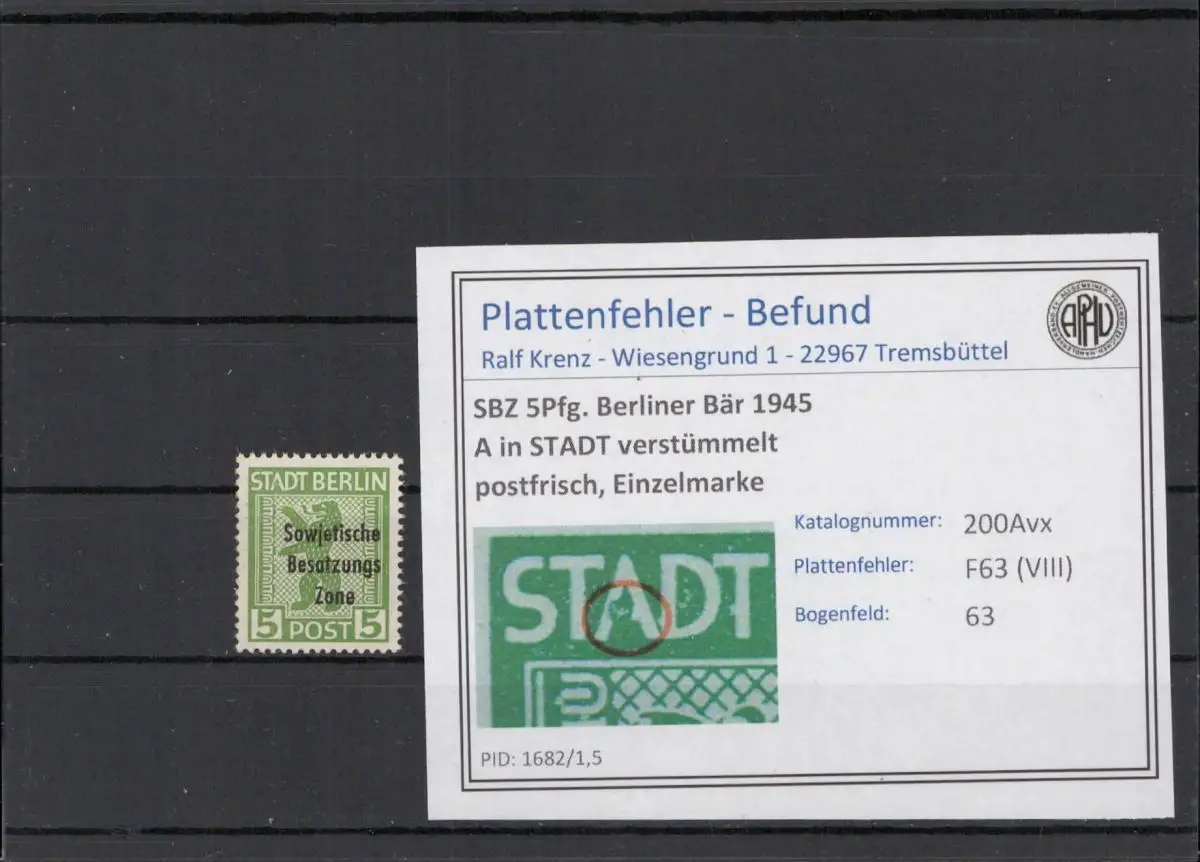 STADT BERLIN
Sowjetische
Besatzungs
Zone
5 POST 5
Plattenfehler - Befund
Ralf Krenz - Wiesengrund 1 - 22967 Tremsbüttel
APHV
SBZ 5Pfg. Berliner Bär 1945
A in STADT verstümmelt
postfrisch, Einzelmarke
STADT
Katalognummer: 200Avx
Plattenfehler: F63 (VIII)
Bogenfeld: 63
PID: 1682/1,5